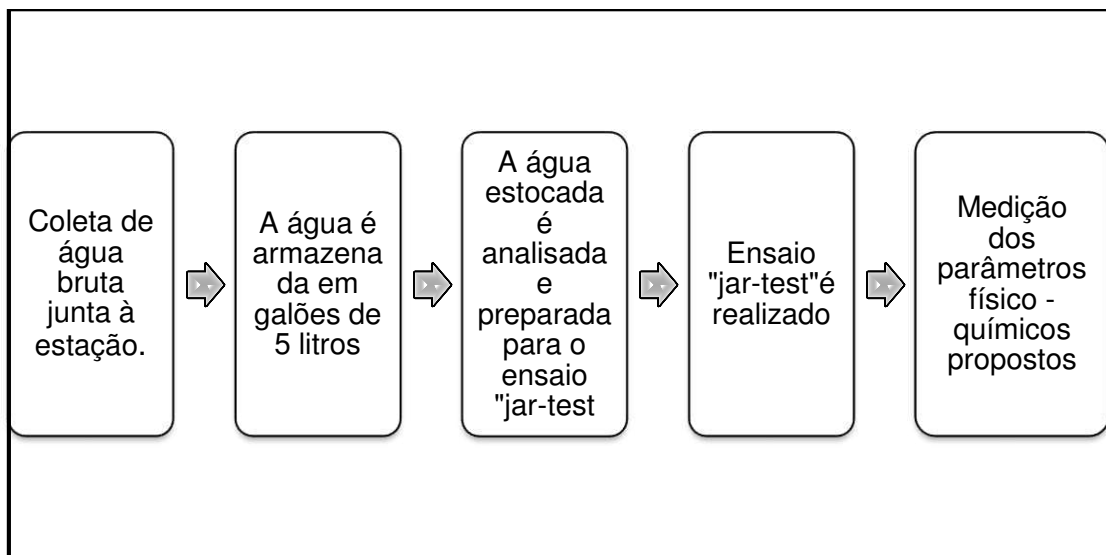 Coleta de
água
bruta
junta à
estação.
A água é
armazena
da em
galões de
5 litros
A água
estocada
é
analisada
e
preparada
para o
ensaio
"jar-test
Ensaio
"jar-test"é
realizado
Medição
dos
parâmetros
físico -
químicos
propostos